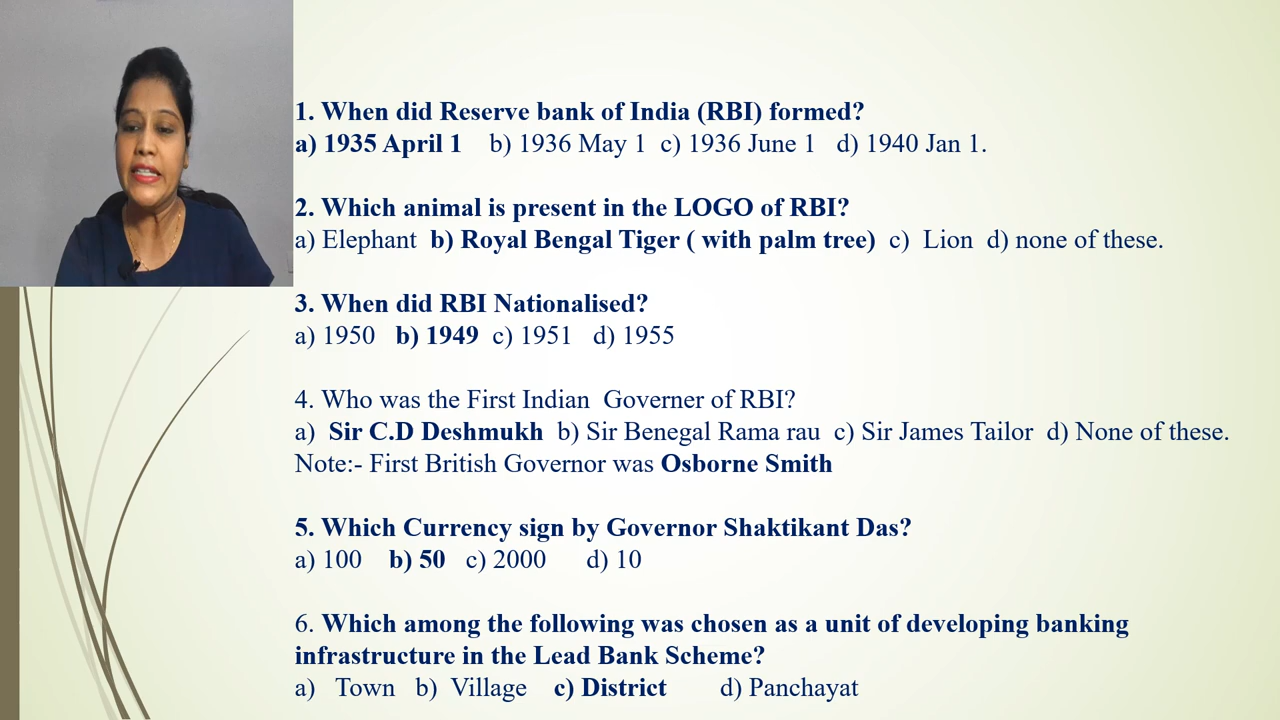 1. When did Reserve bank of India (RBI) formed?
a) 1935 April 1 b) 1936 May 1 c) 1936 June 1 d) 1940 Jan 1.
2. Which animal is present in the LOGO of RBI?
a) Elephant b) Royal Bengal Tiger ( with palm tree) c) Lion d) none of these.
3. When did RBI Nationalised?
a) 1950 b) 1949 c) 1951 d) 1955
4. Who was the First Indian Governer of RBI?
a) Sir C.D Deshmukh b) Sir Benegal Rama rau c) Sir James Tailor d) None of these.
Note:- First British Governor was Osborne Smith
5. Which Currency sign by Governor Shaktikant Das?
a) 100 b) 50 c) 2000 d) 10
6. Which among the following was chosen as a unit of developing banking
infrastructure in the Lead Bank Scheme?
a) Town b) Village c) District d) Panchayat